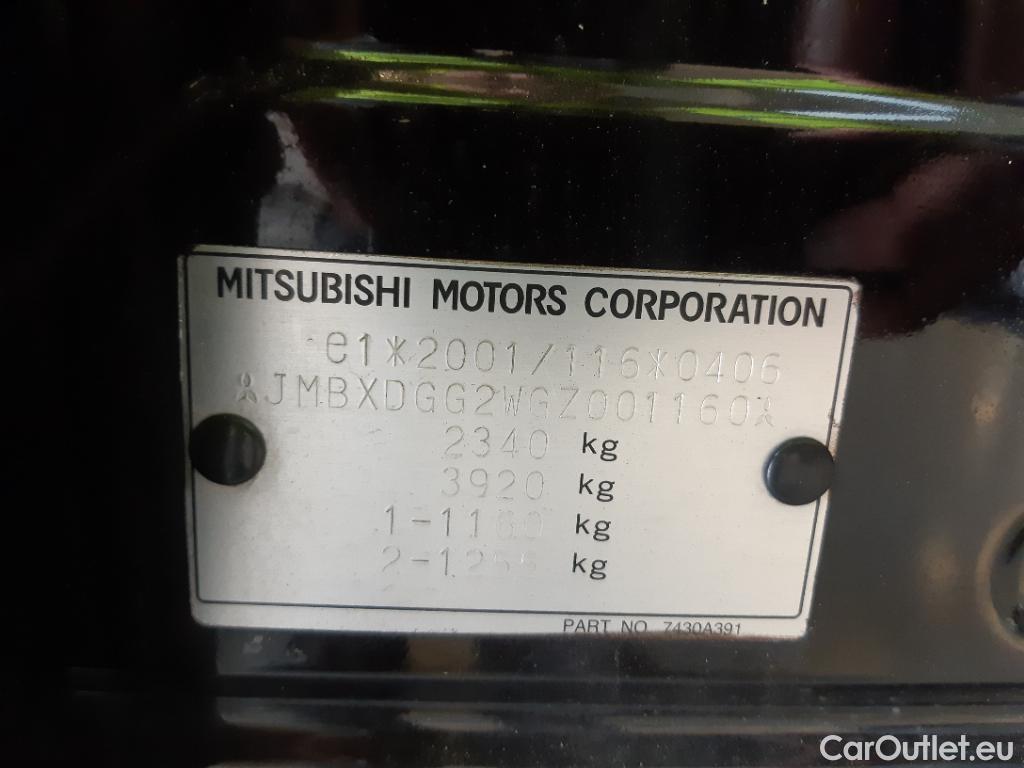 MITSUBISHI MOTORS CORPORATION
e1*2001/116*0406
JMBXDGG2WGZ001160
2340 kg
3920 kg
1-1160 kg
kg
PART NO 7430A391
CarOutlet.eu